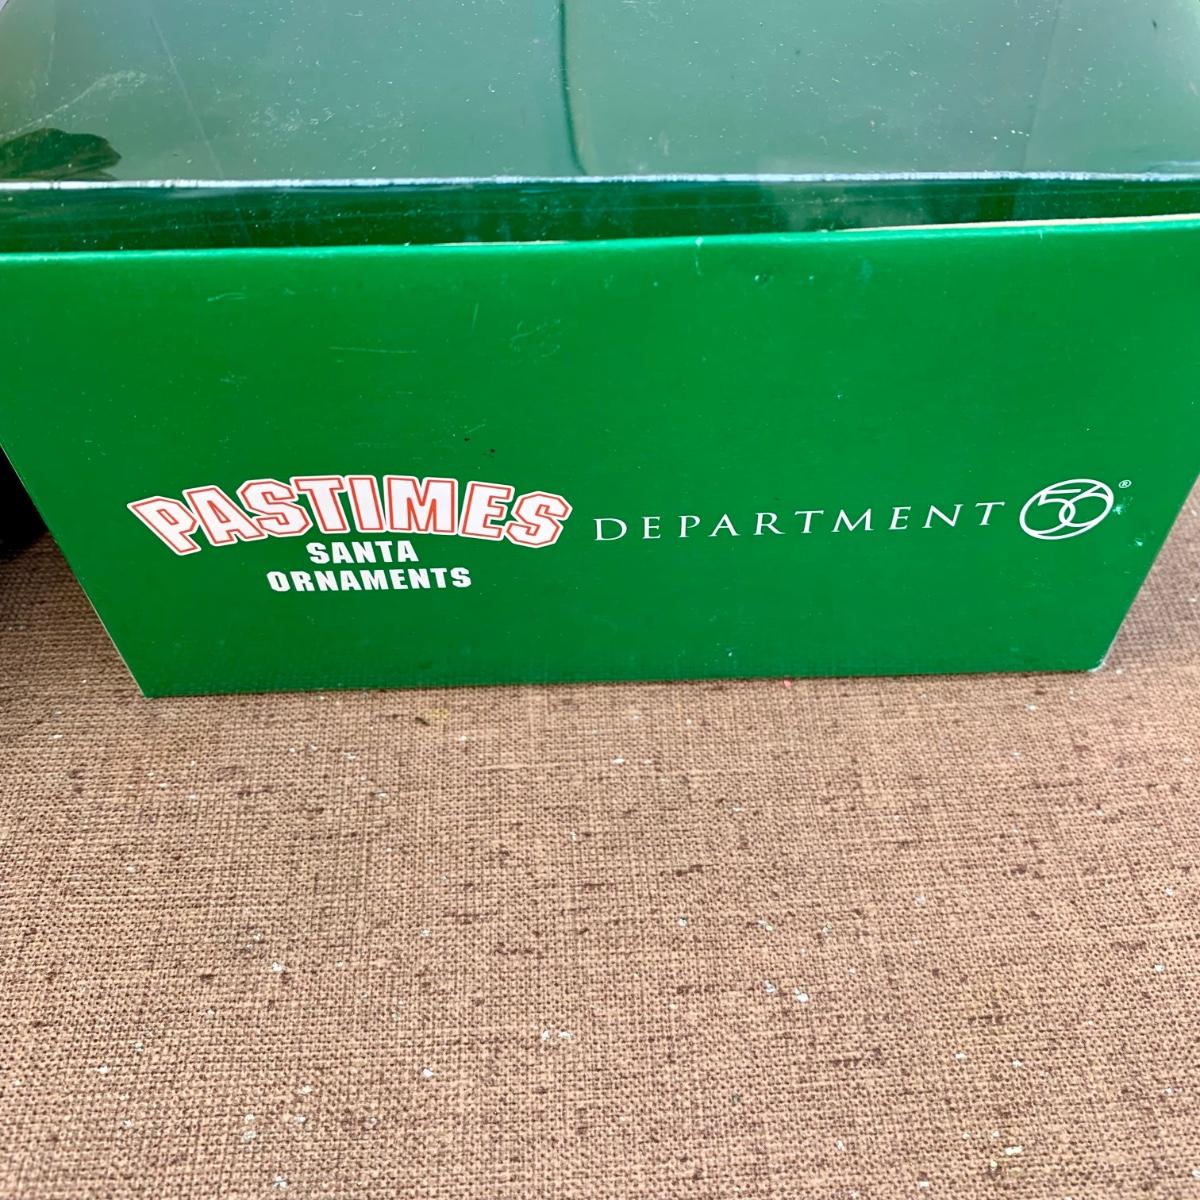 PASTIMES
SANTA
ORNAMENTS
DEPARTMENT 56®